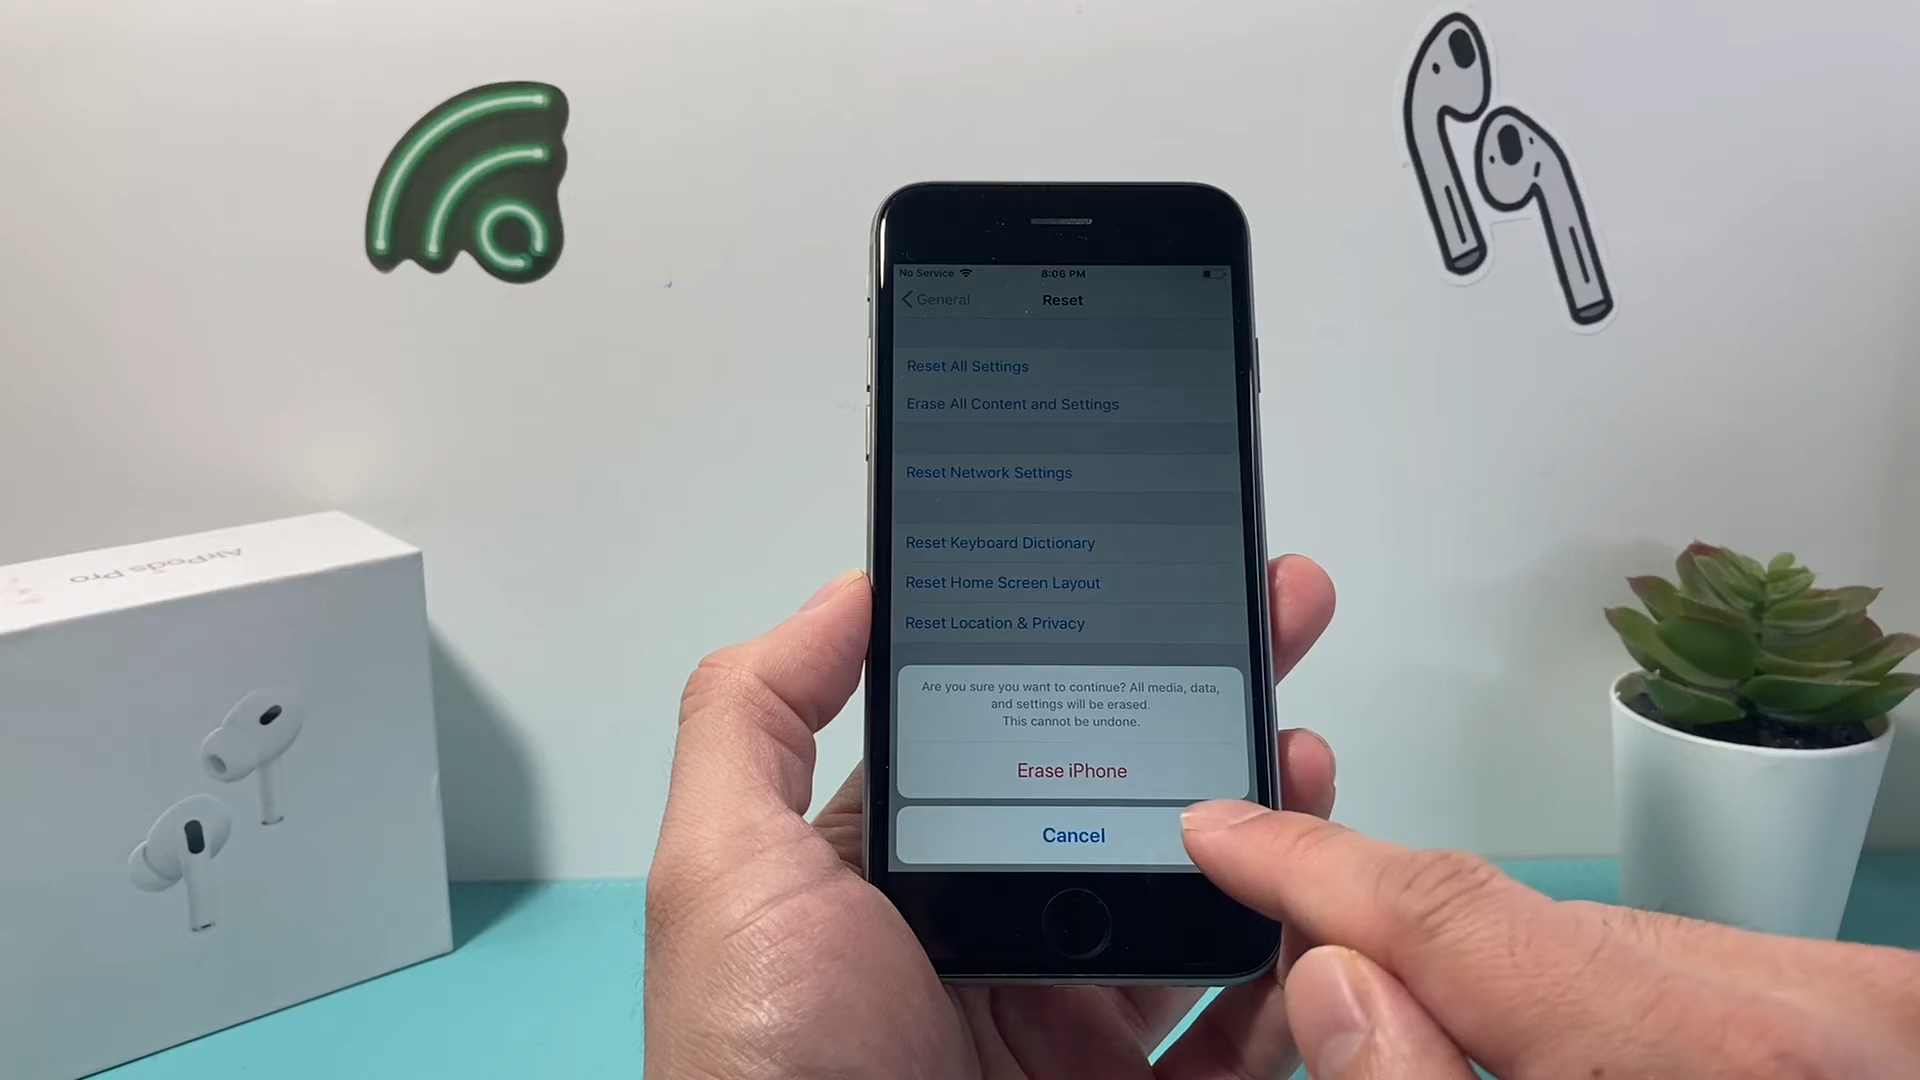 No Service
8:06 PM
General
Reset
Reset All Settings
Erase All Content and Settings
Reset Network Settings
Reset Keyboard Dictionary
Reset Home Screen Layout
Reset Location & Privacy
Are you sure you want to continue? All media, data,
and settings will be erased.
This cannot be undone.
Erase iPhone
Cancel
AirPods Pro